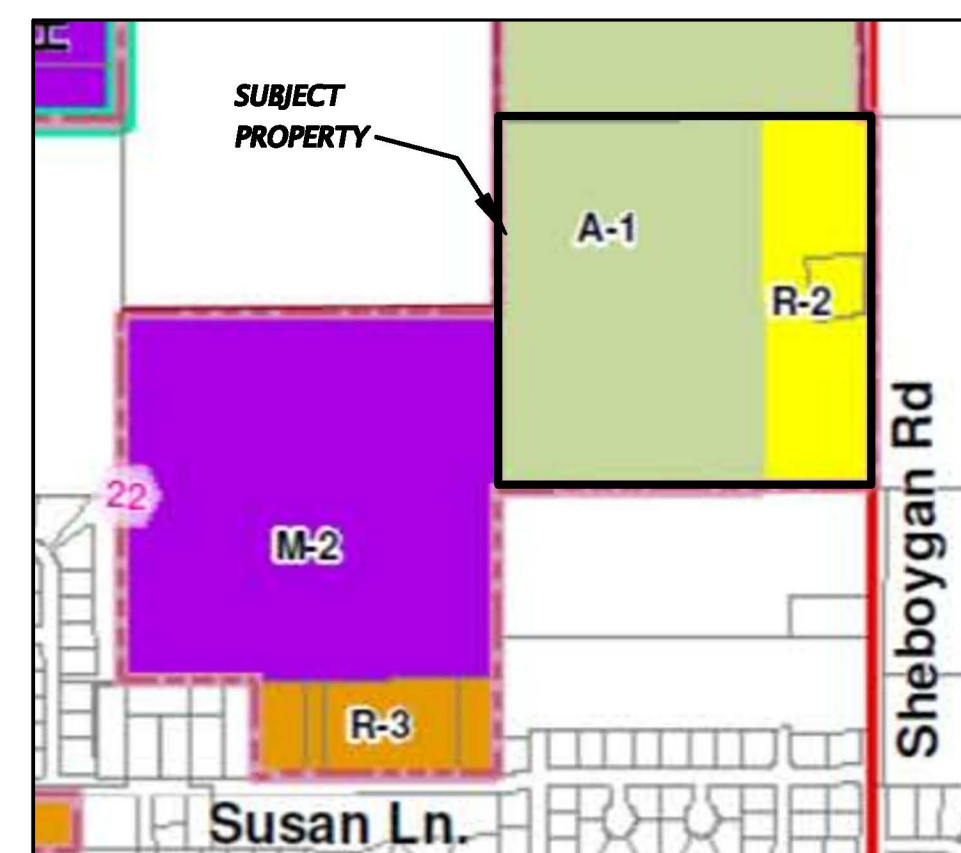 SUBJECT
PROPERTY
A-1
R-2
22
M-2
R-3
Sheboygan Rd
Susan Ln.